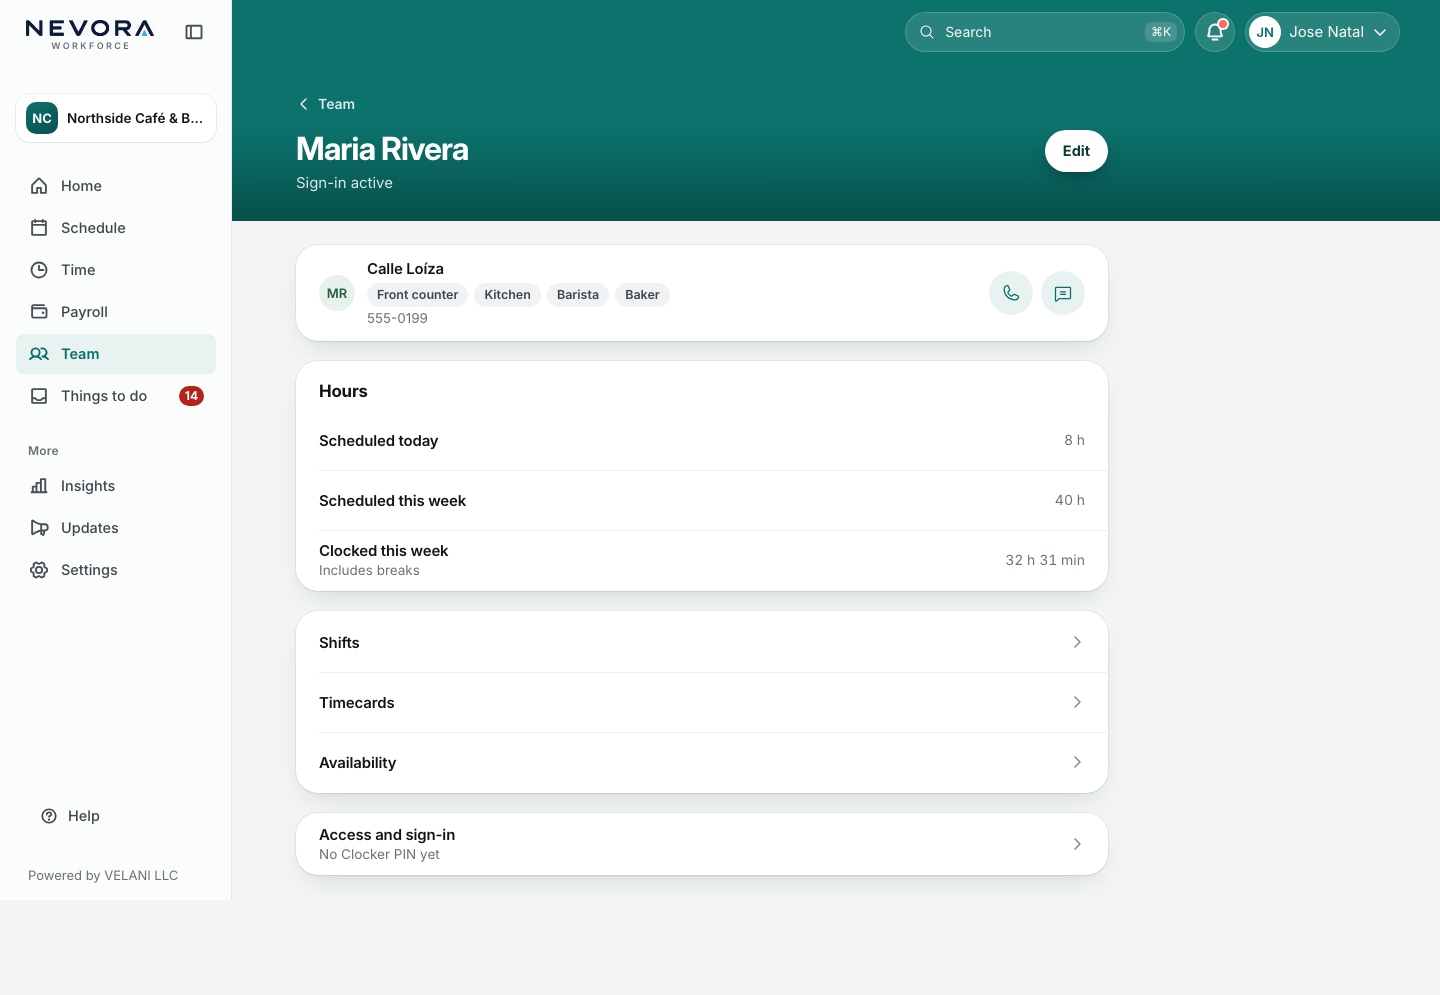 NEVORA
WORKFORCE
Search
⌘K
JN
Jose Natal
NC
Northside Café & B...
Team
Maria Rivera
Sign-in active
Edit
Home
Schedule
Time
Payroll
Team
Things to do
14
More
Insights
Updates
Settings
Help
Powered by VELANI LLC
MR
Calle Loíza
Front counter
Kitchen
Barista
Baker
555-0199
Hours
Scheduled today
8 h
Scheduled this week
40 h
Clocked this week
Includes breaks
32 h 31 min
Shifts
Timecards
Availability
Access and sign-in
No Clocker PIN yet